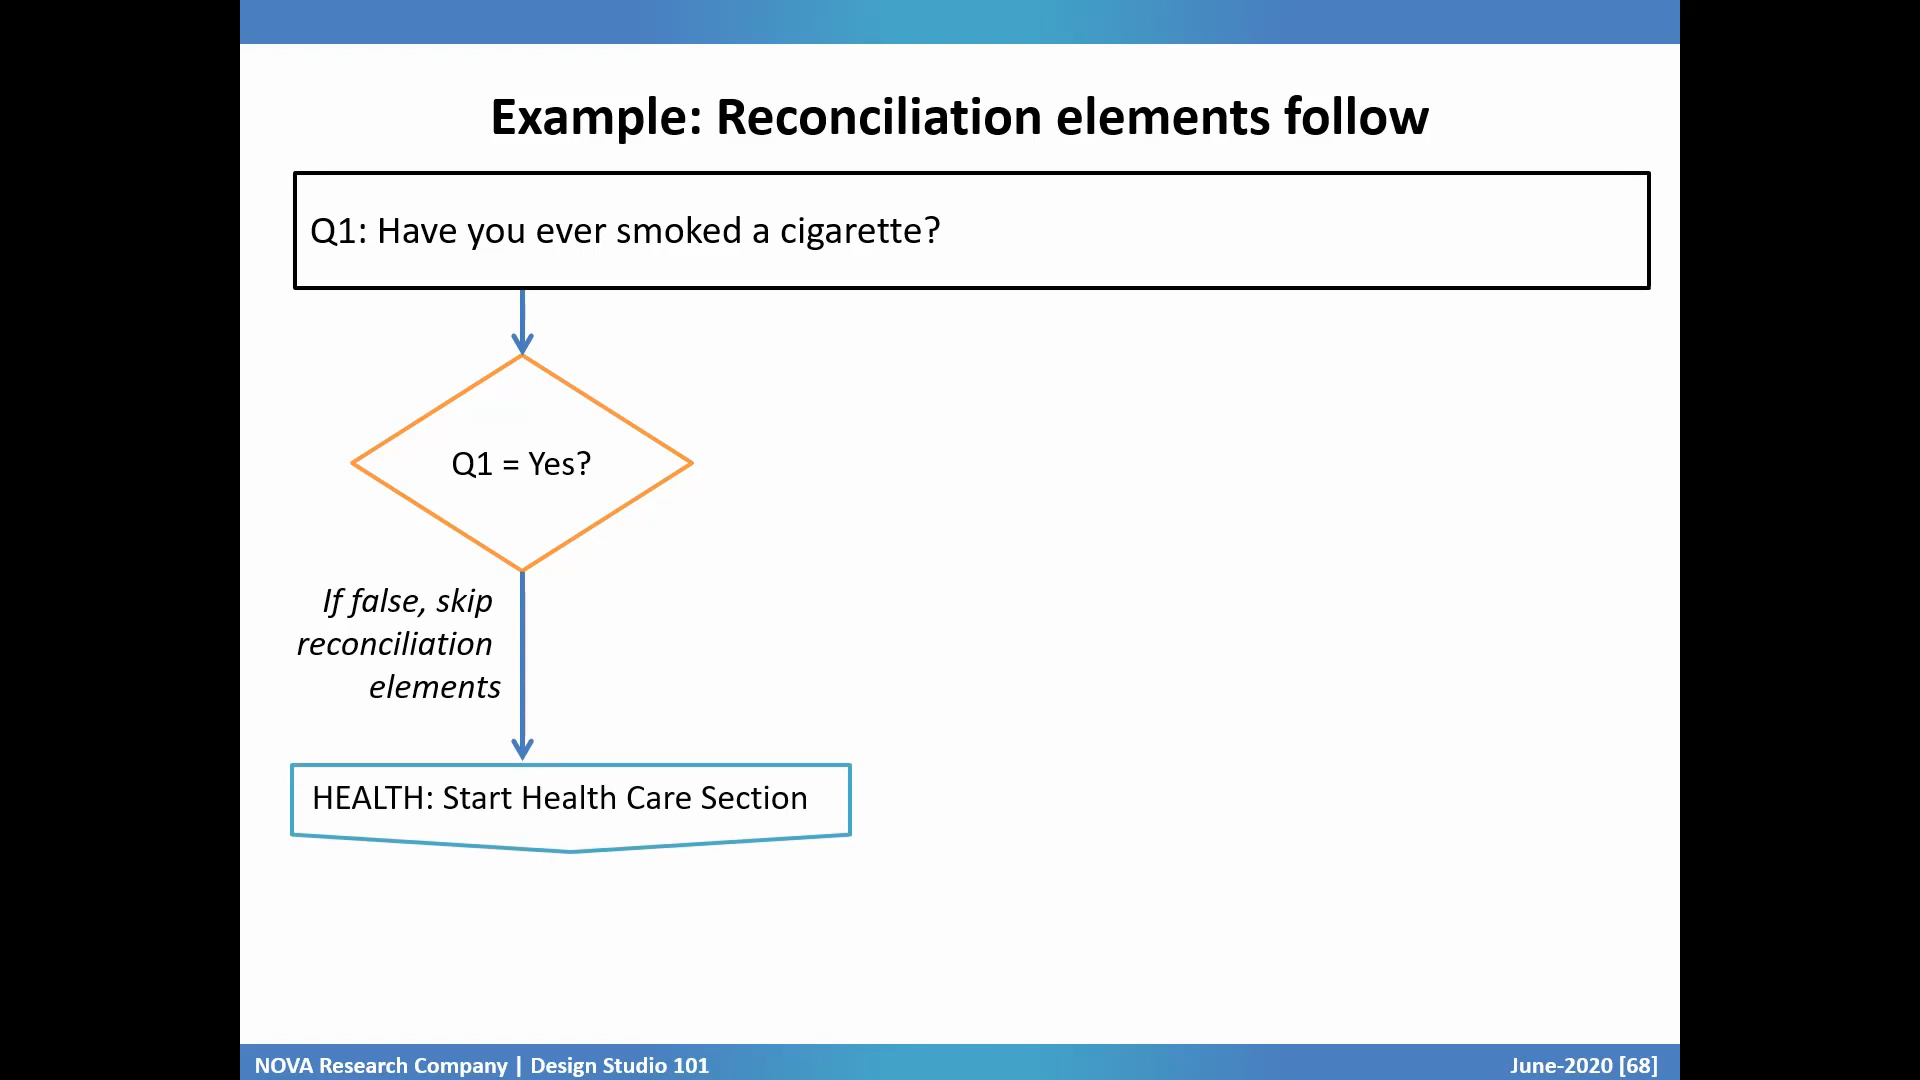 Example: Reconciliation elements follow
Q1: Have you ever smoked a cigarette?
Q1 = Yes?
If false, skip
reconciliation
elements
HEALTH: Start Health Care Section
NOVA Research Company | Design Studio 101
June-2020 [68]